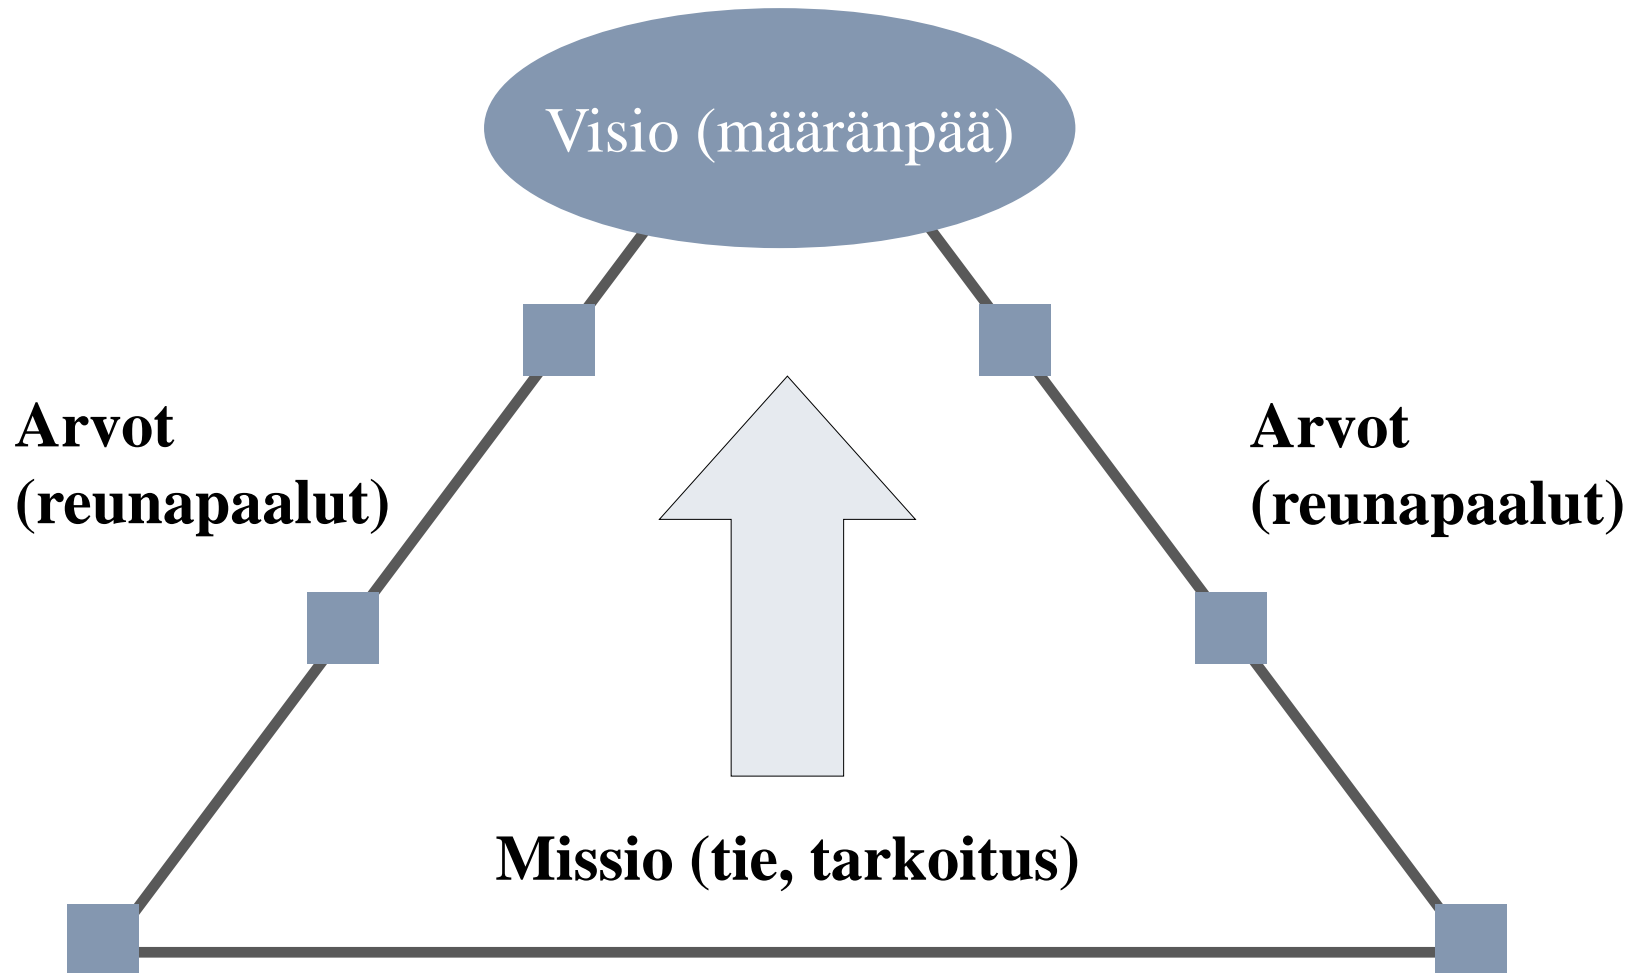 Visio (määränpää)
Arvot
(reunapaalut)
Arvot
(reunapaalut)
Missio (tie, tarkoitus)